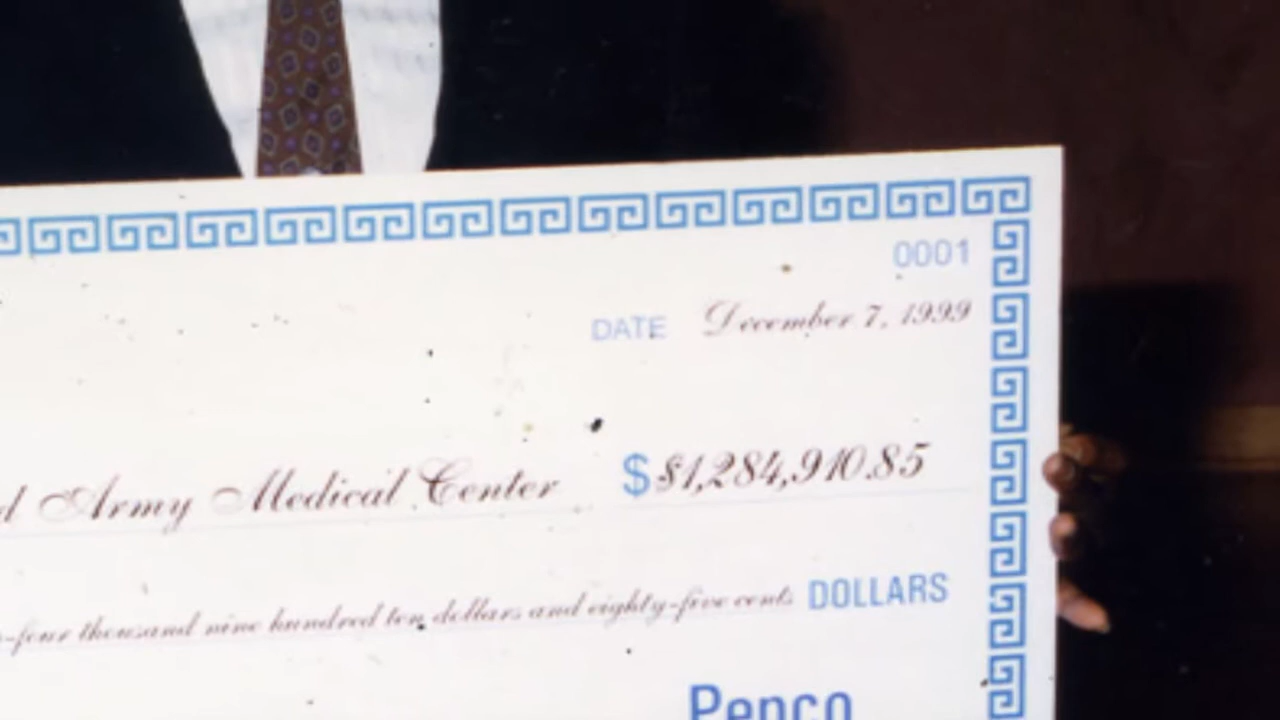 0001
DATE December 7, 1999
d Army Medical Center $ $1,284,910.85
-four thousand nine hundred ten dollars and eighty-five cents DOLLARS
Pepco